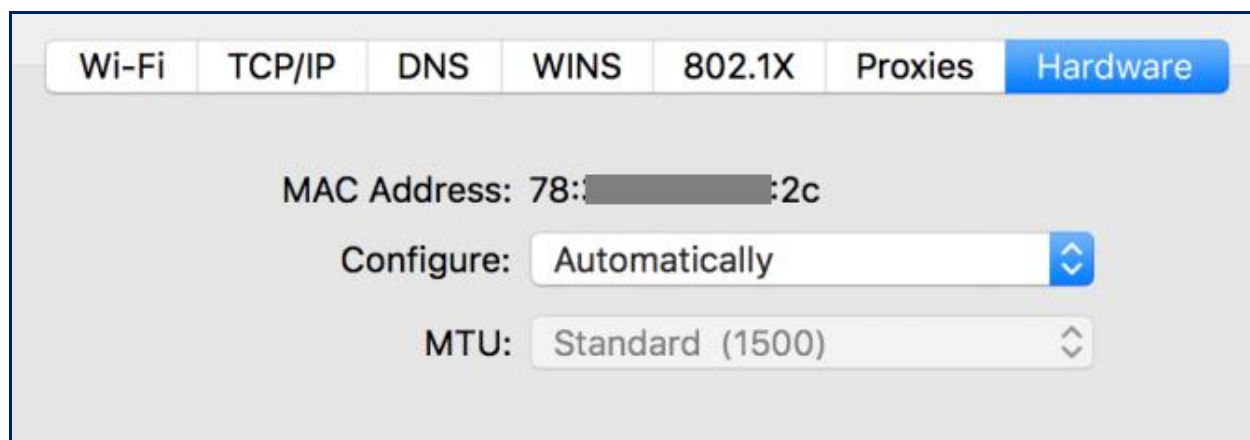 Wi-Fi TCP/IP DNS WINS 802.1X Proxies Hardware
MAC Address: 78: :2c
Configure: Automatically
MTU: Standard (1500)